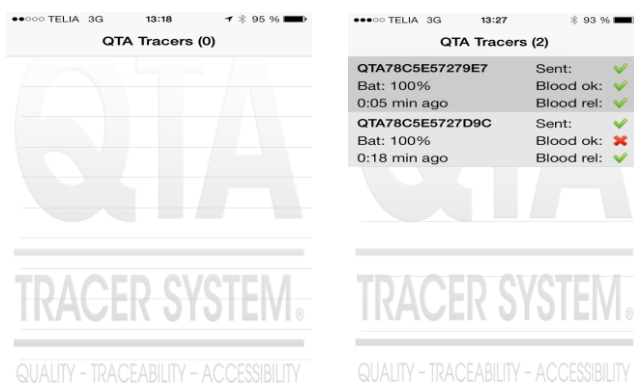 TELIA 3G 13:18 95 %
QTA Tracers (0)
QTA
TRACER SYSTEM®
QUALITY – TRACEABILITY – ACCESSIBILITY
TELIA 3G 13:27 93 %
QTA Tracers (2)
QTA78C5E57279E7 Sent:
Bat: 100% Blood ok:
0:05 min ago Blood rel:
QTA78C5E5727D9C Sent:
Bat: 100% Blood ok:
0:18 min ago Blood rel:
QTA
TRACER SYSTEM®
QUALITY – TRACEABILITY – ACCESSIBILITY